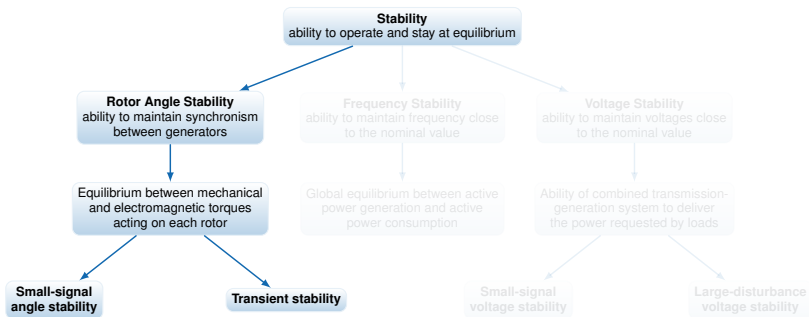 Stability
ability to operate and stay at equilibrium
Rotor Angle Stability
ability to maintain synchronism
between generators
Frequency Stability
ability to maintain frequency close
to the nominal value
Voltage Stability
ability to maintain voltages close
to the nominal value
Equilibrium between mechanical
and electromagnetic torques
acting on each rotor
Global equilibrium between active
power generation and active
power consumption
Ability of combined transmission-
generation system to deliver
the power requested by loads
Small-signal
angle stability
Transient stability
Small-signal
voltage stability
Large-disturbance
voltage stability